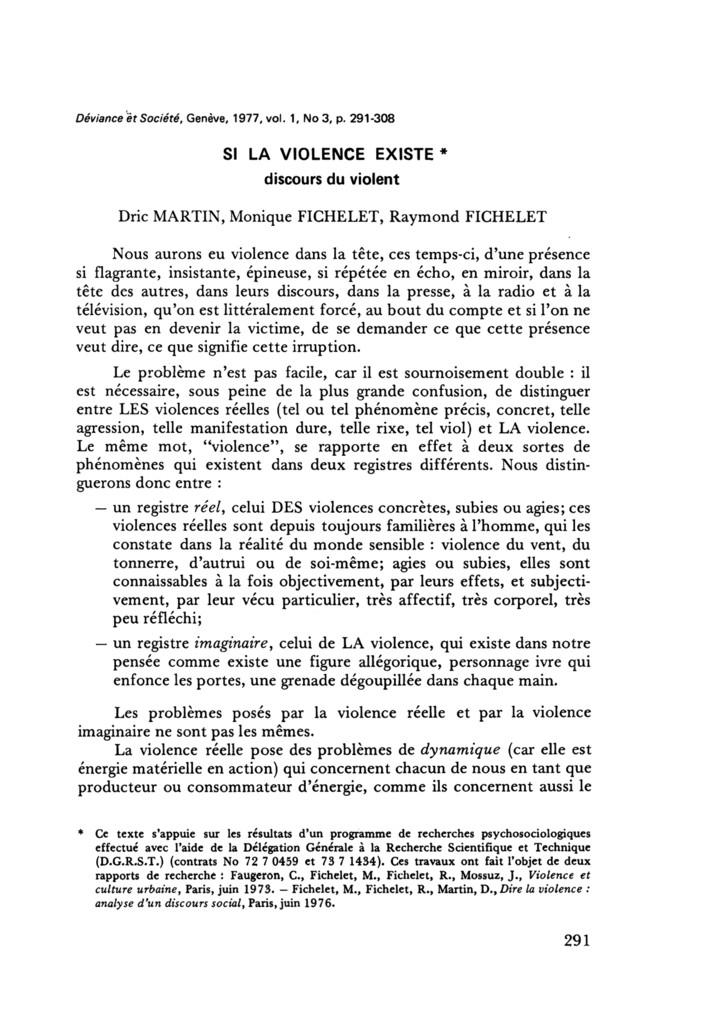 Déviance et Société, Genève, 1977, vol. 1, No 3, p. 291-308
SI LA VIOLENCE EXISTE *
discours du violent
Dric MARTIN, Monique FICHELET, Raymond FICHELET
Nous aurons eu violence dans la tête, ces temps-ci, d'une présence
si flagrante, insistante, épineuse, si répétée en écho, en miroir, dans la
tête des autres, dans leurs discours, dans la presse, à la radio et à la
télévision, qu'on est littéralement forcé, au bout du compte et si l'on ne
veut pas en devenir la victime, de se demander ce que cette présence
veut dire, ce que signifie cette irruption.
Le problème n'est pas facile, car il est sournoisement double : il
est nécessaire, sous peine de la plus grande confusion, de distinguer
entre LES violences réelles (tel ou tel phénomène précis, concret, telle
agression, telle manifestation dure, telle rixe, tel viol) et LA violence.
Le même mot, "violence", se rapporte en effet à deux sortes de
phénomènes qui existent dans deux registres différents. Nous distin-
guerons donc entre :
— un registre réel, celui DES violences concrètes, subies ou agies; ces
violences réelles sont depuis toujours familières à l'homme, qui les
constate dans la réalité du monde sensible : violence du vent, du
tonnerre, d'autrui ou de soi-même; agies ou subies, elles sont
connaissables à la fois objectivement, par leurs effets, et subjecti-
vement, par leur vécu particulier, très affectif, très corporel, très
peu réfléchi;
— un registre imaginaire, celui de LA violence, qui existe dans notre
pensée comme existe une figure allégorique, personnage ivre qui
enfonce les portes, une grenade dégoupillée dans chaque main.
Les problèmes posés par la violence réelle et par la violence
imaginaire ne sont pas les mêmes.
La violence réelle pose des problèmes de dynamique (car elle est
énergie matérielle en action) qui concernent chacun de nous en tant que
producteur ou consommateur d'énergie, comme ils concernent aussi le
* Ce texte s'appuie sur les résultats d'un programme de recherches psychosociologiques
effectué avec l'aide de la Délégation Générale à la Recherche Scientifique et Technique
(D.G.R.S.T.) (contrats No 72 7 0459 et 73 7 1434). Ces travaux ont fait l'objet de deux
rapports de recherche : Faugeron, C., Fichelet, M., Fichelet, R., Mossuz, J., Violence et
culture urbaine, Paris, juin 1973. — Fichelet, M., Fichelet, R., Martin, D., Dire la violence :
analyse d'un discours social, Paris, juin 1976.
291